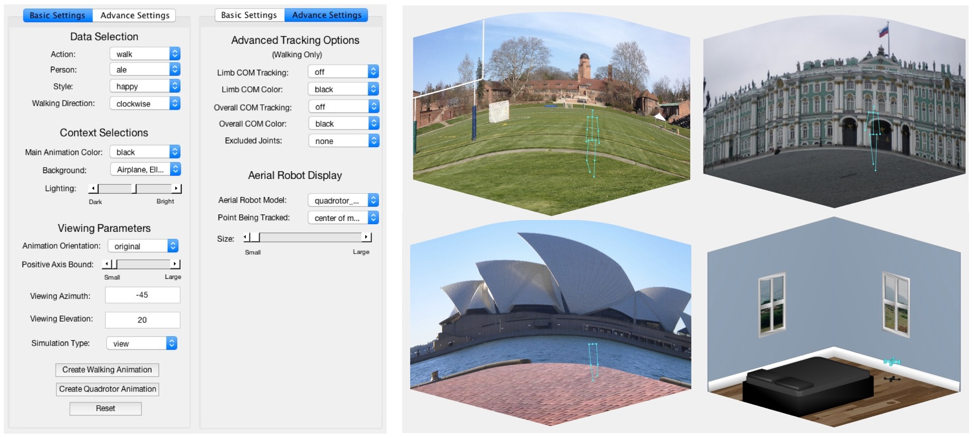 Basic Settings Advance Settings
Data Selection
Action: walk
Person: ale
Style: happy
Walking Direction: clockwise
Context Selections
Main Animation Color: black
Background: Airplane, Ell...
Lighting:
Dark Bright
Viewing Parameters
Animation Orientation: original
Positive Axis Bound:
Small Large
Viewing Azimuth: -45
Viewing Elevation: 20
Simulation Type: view
Create Walking Animation
Create Quadrotor Animation
Reset
Basic Settings Advance Settings
Advanced Tracking Options
(Walking Only)
Limb COM Tracking: off
Limb COM Color: black
Overall COM Tracking: off
Overall COM Color: black
Excluded Joints: none
Aerial Robot Display
Aerial Robot Model: quadrotor_...
Point Being Tracked: center of m...
Size:
Small Large